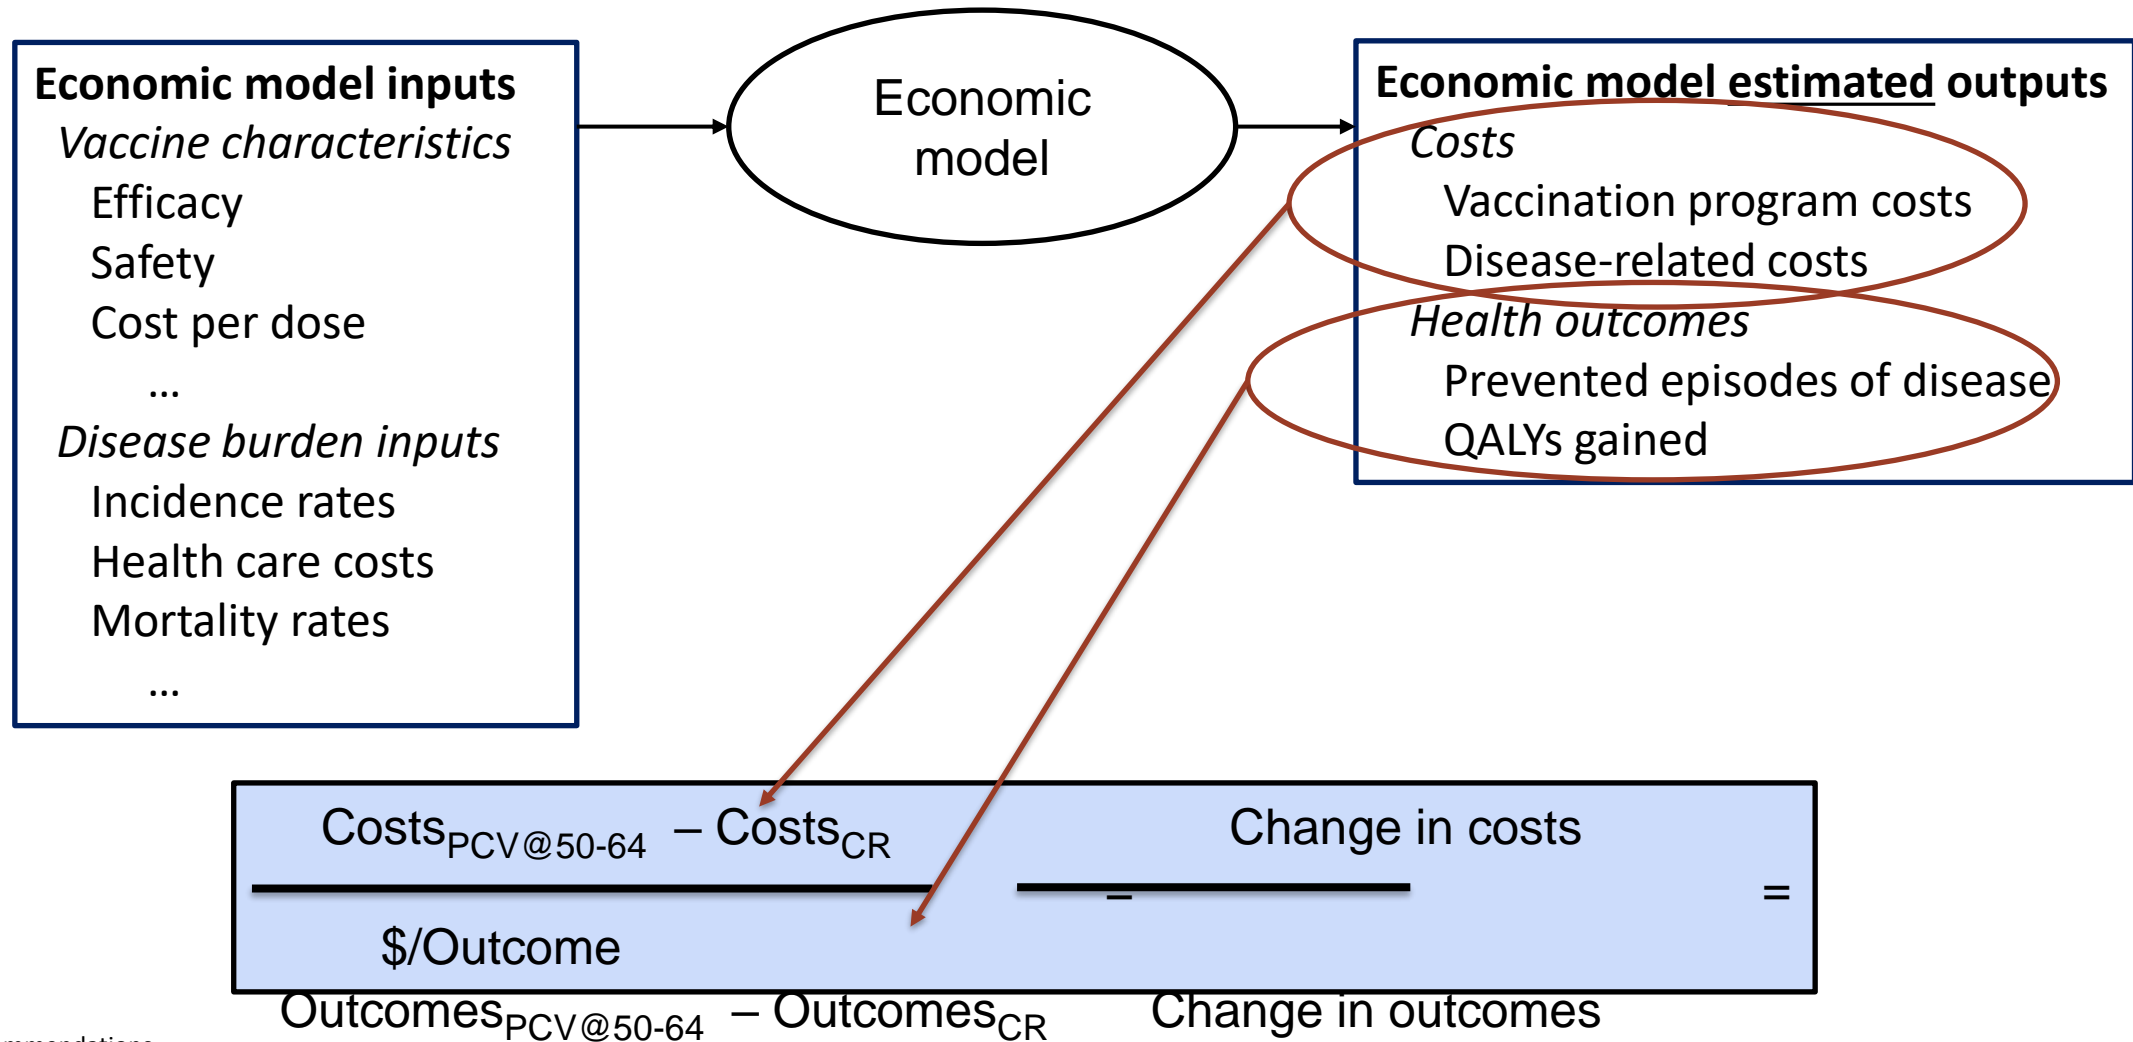 Economic model inputs
Vaccine characteristics
Efficacy
Safety
Cost per dose
...
Disease burden inputs
Incidence rates
Health care costs
Mortality rates
...
Economic
model
Economic model estimated outputs
Costs
Vaccination program costs
Disease-related costs
Health outcomes
Prevented episodes of disease
QALYs gained
CostsPCV@50-64 – CostsCR Change in costs
= =
$/Outcome
OutcomesPCV@50-64 – OutcomesCR Change in outcomes